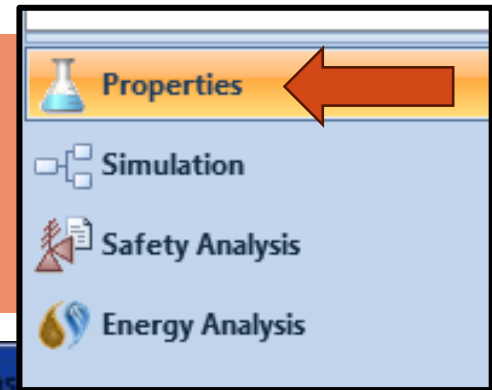 Properties
Simulation
Safety Analysis
Energy Analysis